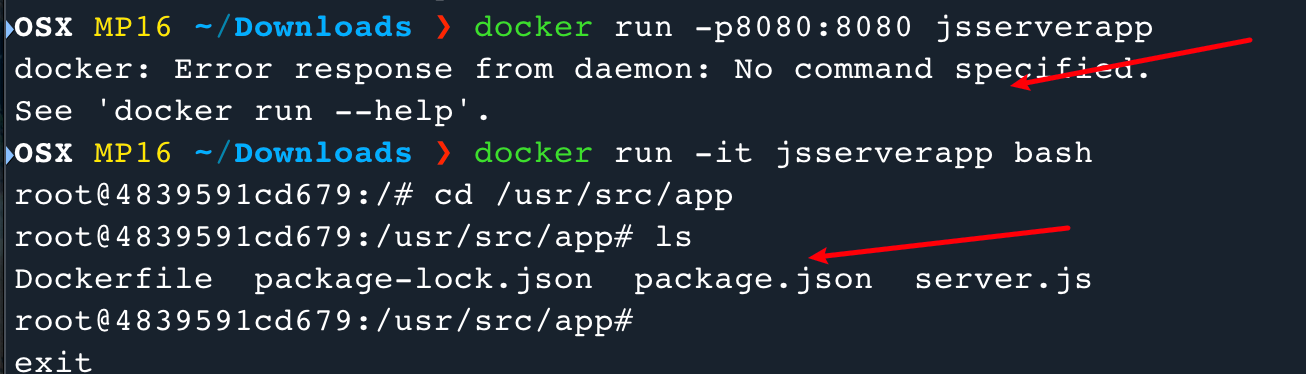 OSX MP16 ~/Downloads ❯ docker run -p8080:8080 jsserverapp
docker: Error response from daemon: No command specified.
See 'docker run --help'.
OSX MP16 ~/Downloads ❯ docker run -it jsserverapp bash
root@4839591cd679:/# cd /usr/src/app
root@4839591cd679:/usr/src/app# ls
Dockerfile  package-lock.json  package.json  server.js
root@4839591cd679:/usr/src/app#
exit